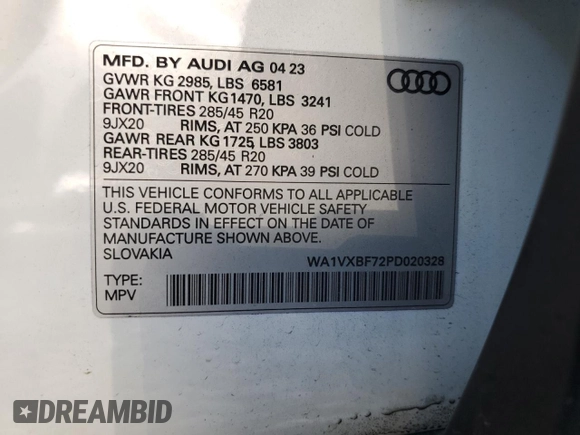 MFD. BY AUDI AG 04 23
GVWR KG 2985, LBS 6581
GAWR FRONT KG1470, LBS 3241
FRONT-TIRES 285/45 R20
9JX20 RIMS, AT 250 KPA 36 PSI COLD
GAWR REAR KG 1725, LBS 3803
REAR-TIRES 285/45 R20
9JX20 RIMS, AT 270 KPA 39 PSI COLD
THIS VEHICLE CONFORMS TO ALL APPLICABLE
U.S. FEDERAL MOTOR VEHICLE SAFETY
STANDARDS IN EFFECT ON THE DATE OF
MANUFACTURE SHOWN ABOVE.
SLOVAKIA WA1VXBF72PD020328
TYPE:
MPV
DREAMBID